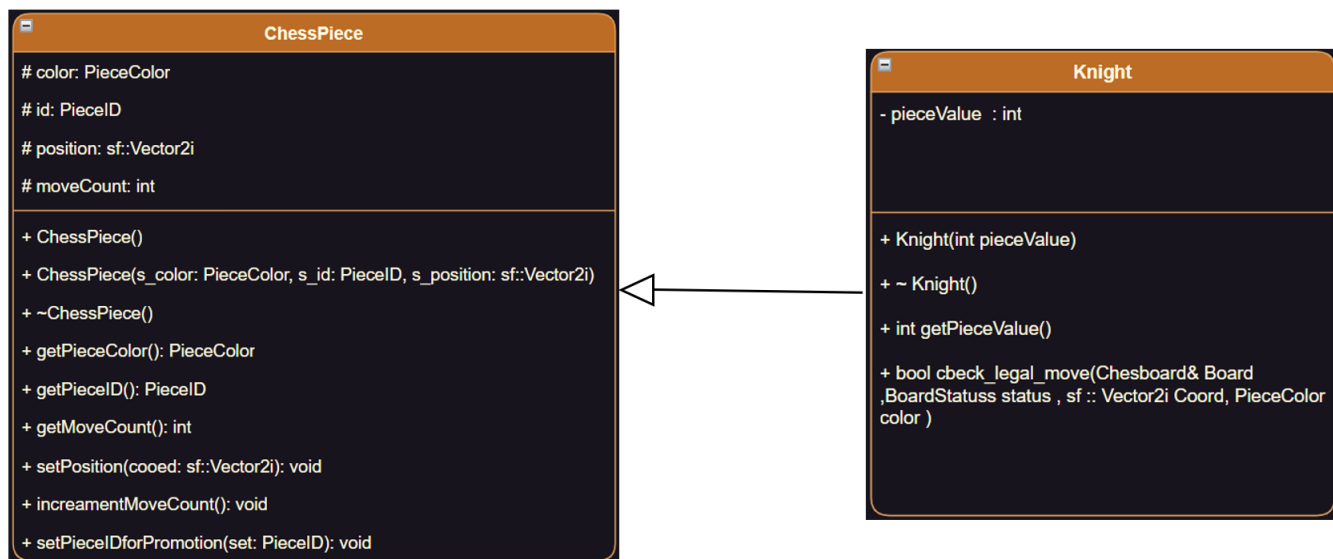 ChessPiece
# color: PieceColor
# id: PieceID
# position: sf::Vector2i
# moveCount: int
+ ChessPiece()
+ ChessPiece(s_color: PieceColor, s_id: PieceID, s_position: sf::Vector2i)
+ ~ChessPiece()
+ getPieceColor(): PieceColor
+ getPieceID(): PieceID
+ getMoveCount(): int
+ setPosition(cooed: sf::Vector2i): void
+ increamentMoveCount(): void
+ setPieceIDforPromotion(set: PieceID): void
Knight
- pieceValue : int
+ Knight(int pieceValue)
+ ~ Knight()
+ int getPieceValue()
+ bool cbeck_legal_move(Chesboard& Board
,BoardStatuss status , sf :: Vector2i Coord, PieceColor
color )